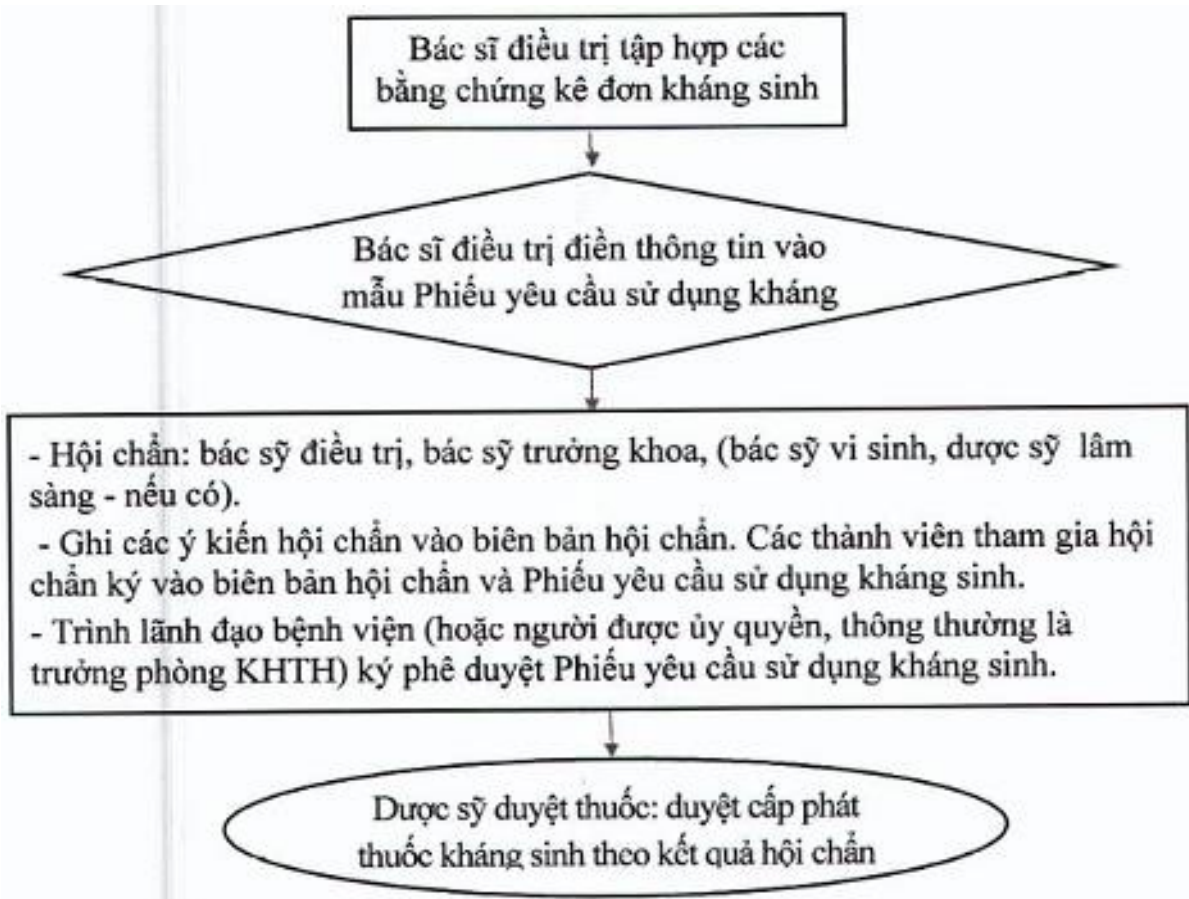 Bác sĩ điều trị tập hợp các
bằng chứng kê đơn kháng sinh
Bác sĩ điều trị điền thông tin vào
mẫu Phiếu yêu cầu sử dụng kháng
- Hội chẩn: bác sỹ điều trị, bác sỹ trưởng khoa, (bác sỹ vi sinh, dược sỹ lâm
sàng - nếu có).
- Ghi các ý kiến hội chẩn vào biên bản hội chẩn. Các thành viên tham gia hội
chẩn ký vào biên bản hội chẩn và Phiếu yêu cầu sử dụng kháng sinh.
- Trình lãnh đạo bệnh viện (hoặc người được ủy quyền, thông thường là
trưởng phòng KHTH) ký phê duyệt Phiếu yêu cầu sử dụng kháng sinh.
Dược sỹ duyệt thuốc: duyệt cấp phát
thuốc kháng sinh theo kết quả hội chẩn